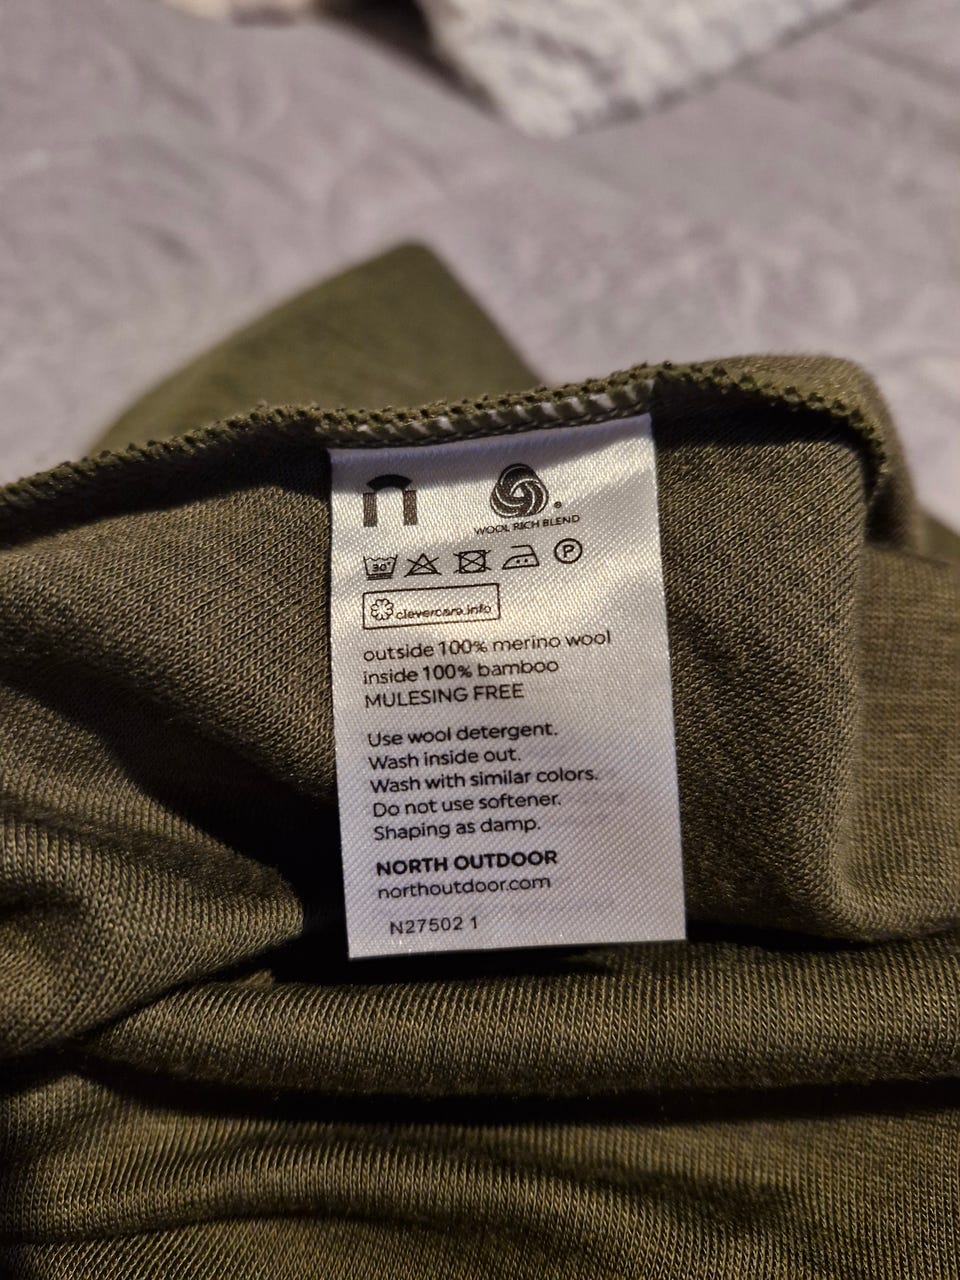 WOOL RICH BLEND
30°
P
clevercare.info
outside 100% merino wool
inside 100% bamboo
MULESING FREE
Use wool detergent.
Wash inside out.
Wash with similar colors.
Do not use softener.
Shaping as damp.
NORTH OUTDOOR
northoutdoor.com
N27502 1